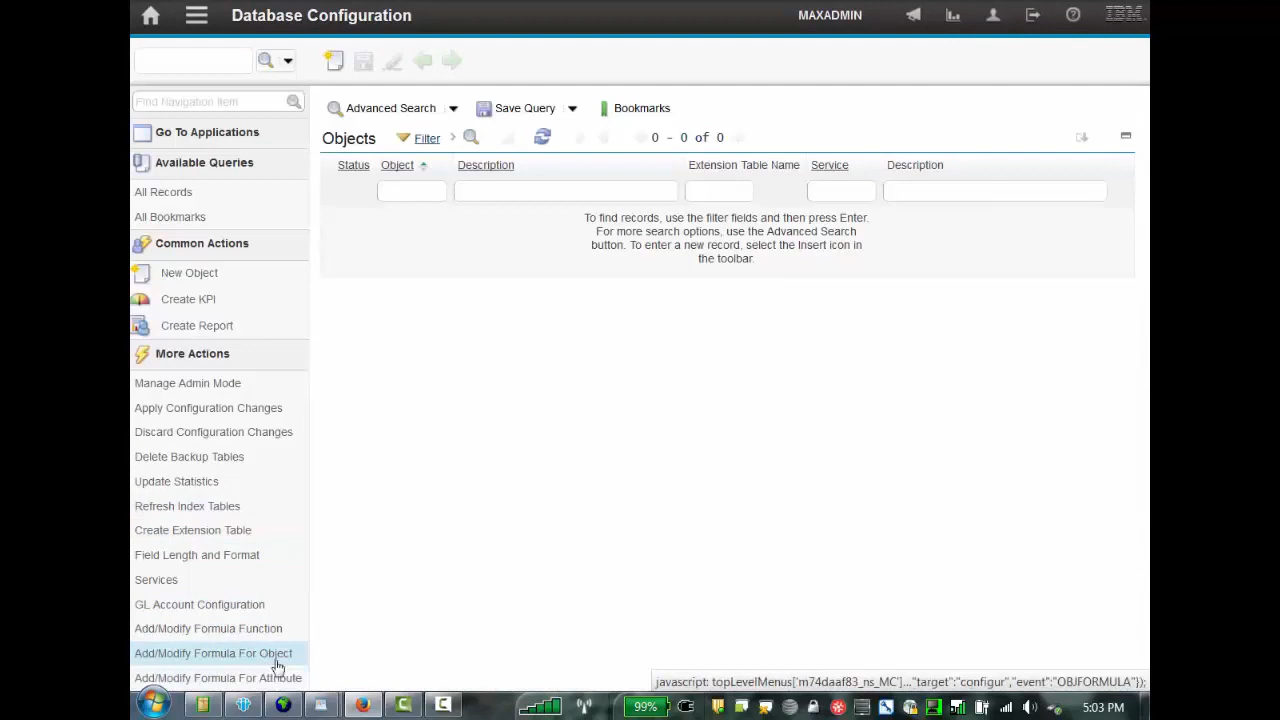 Database Configuration
MAXADMIN
IBM
Find Navigation Item
Go To Applications
Available Queries
All Records
All Bookmarks
Common Actions
New Object
Create KPI
Create Report
More Actions
Manage Admin Mode
Apply Configuration Changes
Discard Configuration Changes
Delete Backup Tables
Update Statistics
Refresh Index Tables
Create Extension Table
Field Length and Format
Services
GL Account Configuration
Add/Modify Formula Function
Add/Modify Formula For Object
Add/Modify Formula For Attribute
Advanced Search Save Query Bookmarks
Objects Filter 0 - 0 of 0
Status Object Description Extension Table Name Service Description
To find records, use the filter fields and then press Enter.
For more search options, use the Advanced Search
button. To enter a new record, select the Insert icon in
the toolbar.
javascript: topLevelMenus['m74daaf83_ns_MC']..."target":"configur","event":"OBJFORMULA"});
99%
5:03 PM